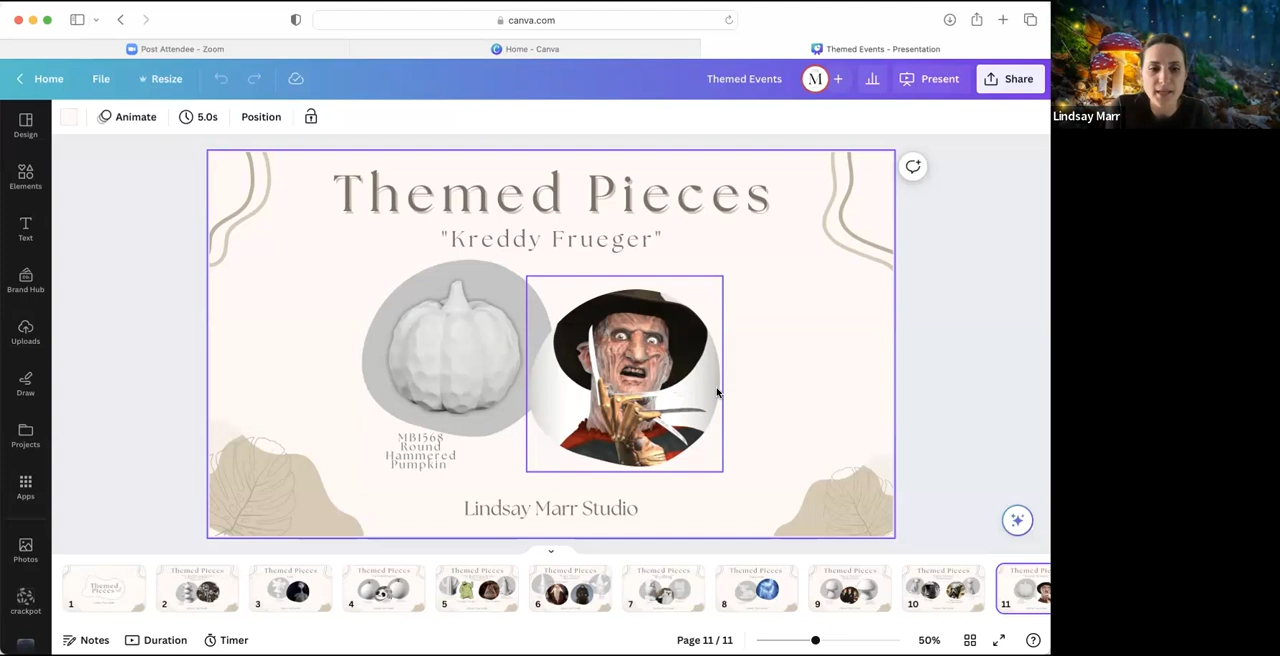 canva.com
Post Attendee - Zoom
Home - Canva
Themed Events - Presentation
Home
File
Resize
Themed Events
M
Present
Share
Animate
5.0s
Position
Lindsay Marr
Design
Elements
Text
Brand Hub
Uploads
Draw
Projects
Apps
Photos
crackpot
Themed Pieces
"Kreddy Frueger"
MB1568
Round
Hammered
Pumpkin
Lindsay Marr Studio
1
2
3
4
5
6
7
8
9
10
11
Notes
Duration
Timer
Page 11 / 11
50%